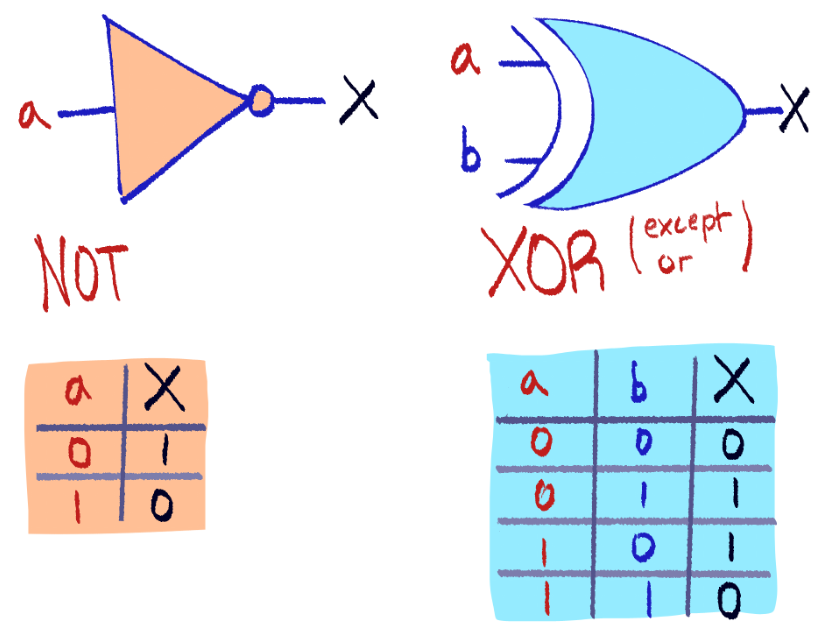 a X
a
b X
NOT
XOR (except or)
a X
0 1
1 0
a b X
0 0 0
0 1 1
1 0 1
1 1 0